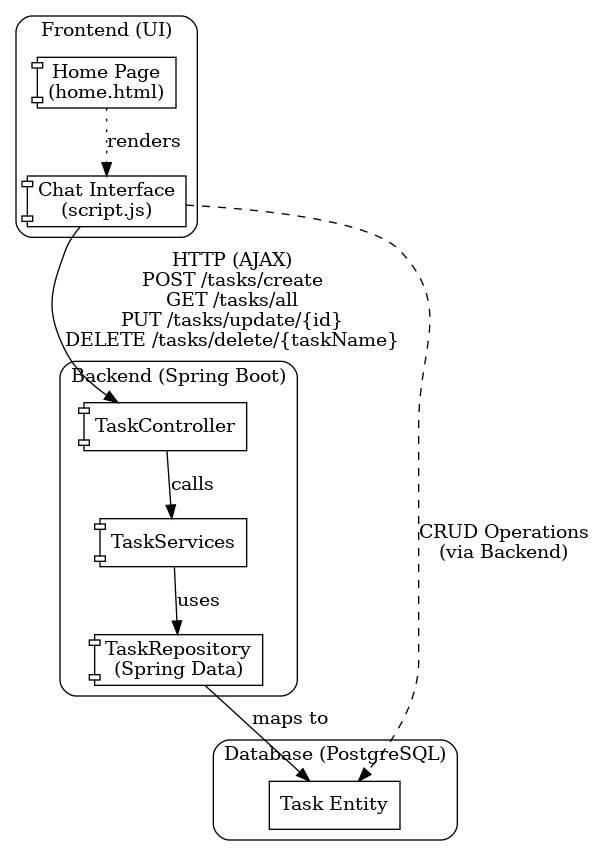 Frontend (UI)
Home Page
(home.html)
renders
Chat Interface
(script.js)
HTTP (AJAX)
POST /tasks/create
GET /tasks/all
PUT /tasks/update/{id}
DELETE /tasks/delete/{taskName}
Backend (Spring Boot)
TaskController
calls
TaskServices
CRUD Operations
(via Backend)
uses
TaskRepository
(Spring Data)
maps to
Database (PostgreSQL)
Task Entity